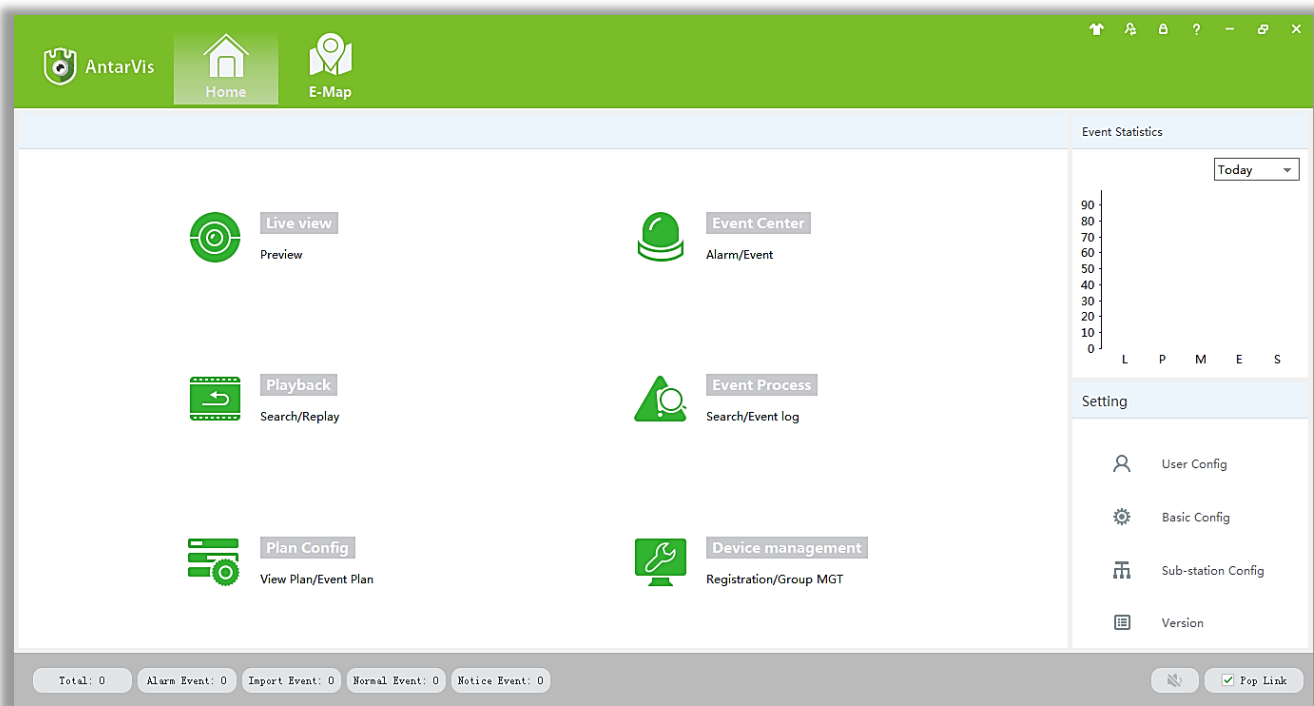 AntarVis
Home
E-Map
?
Event Statistics
Today
90
80
70
60
50
40
30
20
10
0
L P M E S
Live view
Preview
Event Center
Alarm/Event
Playback
Search/Replay
Event Process
Search/Event log
Plan Config
View Plan/Event Plan
Device management
Registration/Group MGT
Setting
User Config
Basic Config
Sub-station Config
Version
Total: 0
Alarm Event: 0
Import Event: 0
Normal Event: 0
Notice Event: 0
Pop Link